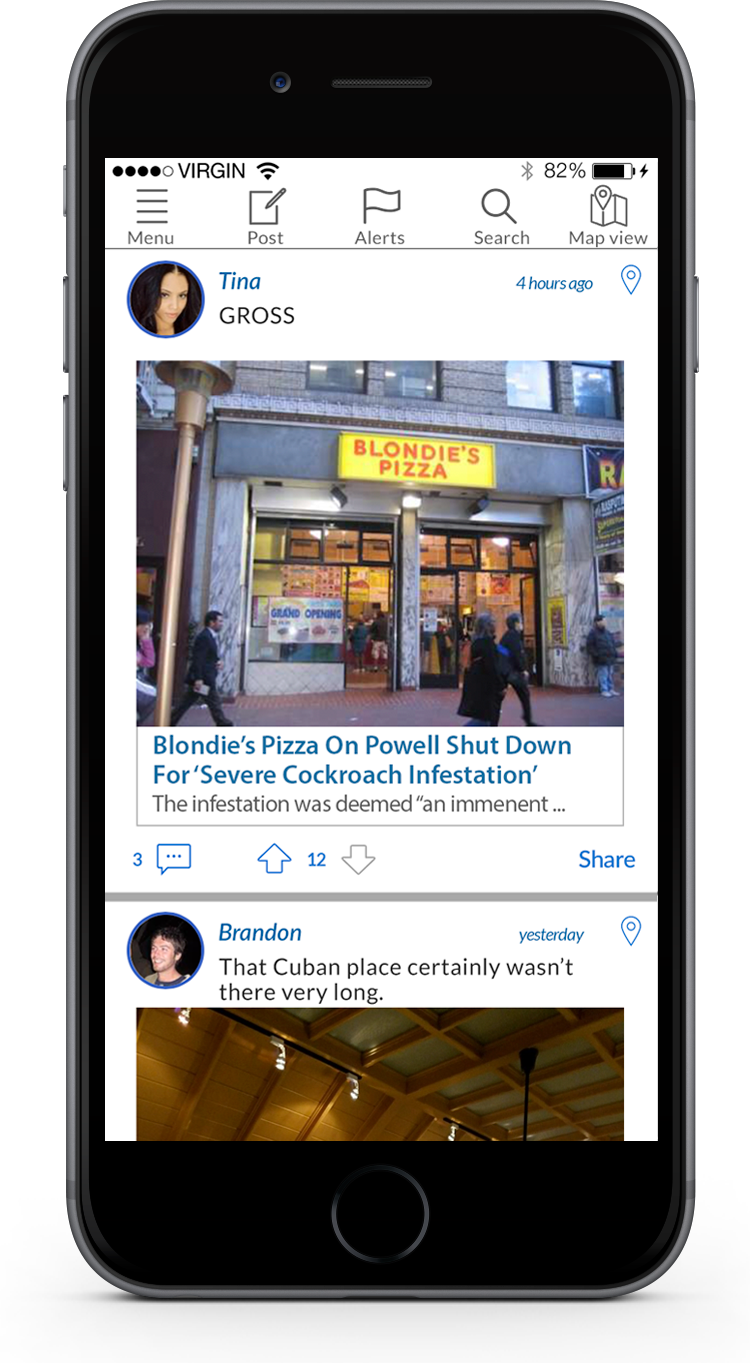 VIRGIN
82%
Menu
Post
Alerts
Search
Map view
Tina
4 hours ago
GROSS
BLONDIE'S
PIZZA
GRAND OPENING
Blondie's Pizza On Powell Shut Down
For 'Severe Cockroach Infestation'
The infestation was deemed “an immenent ...
3
12
Share
Brandon
yesterday
That Cuban place certainly wasn't
there very long.